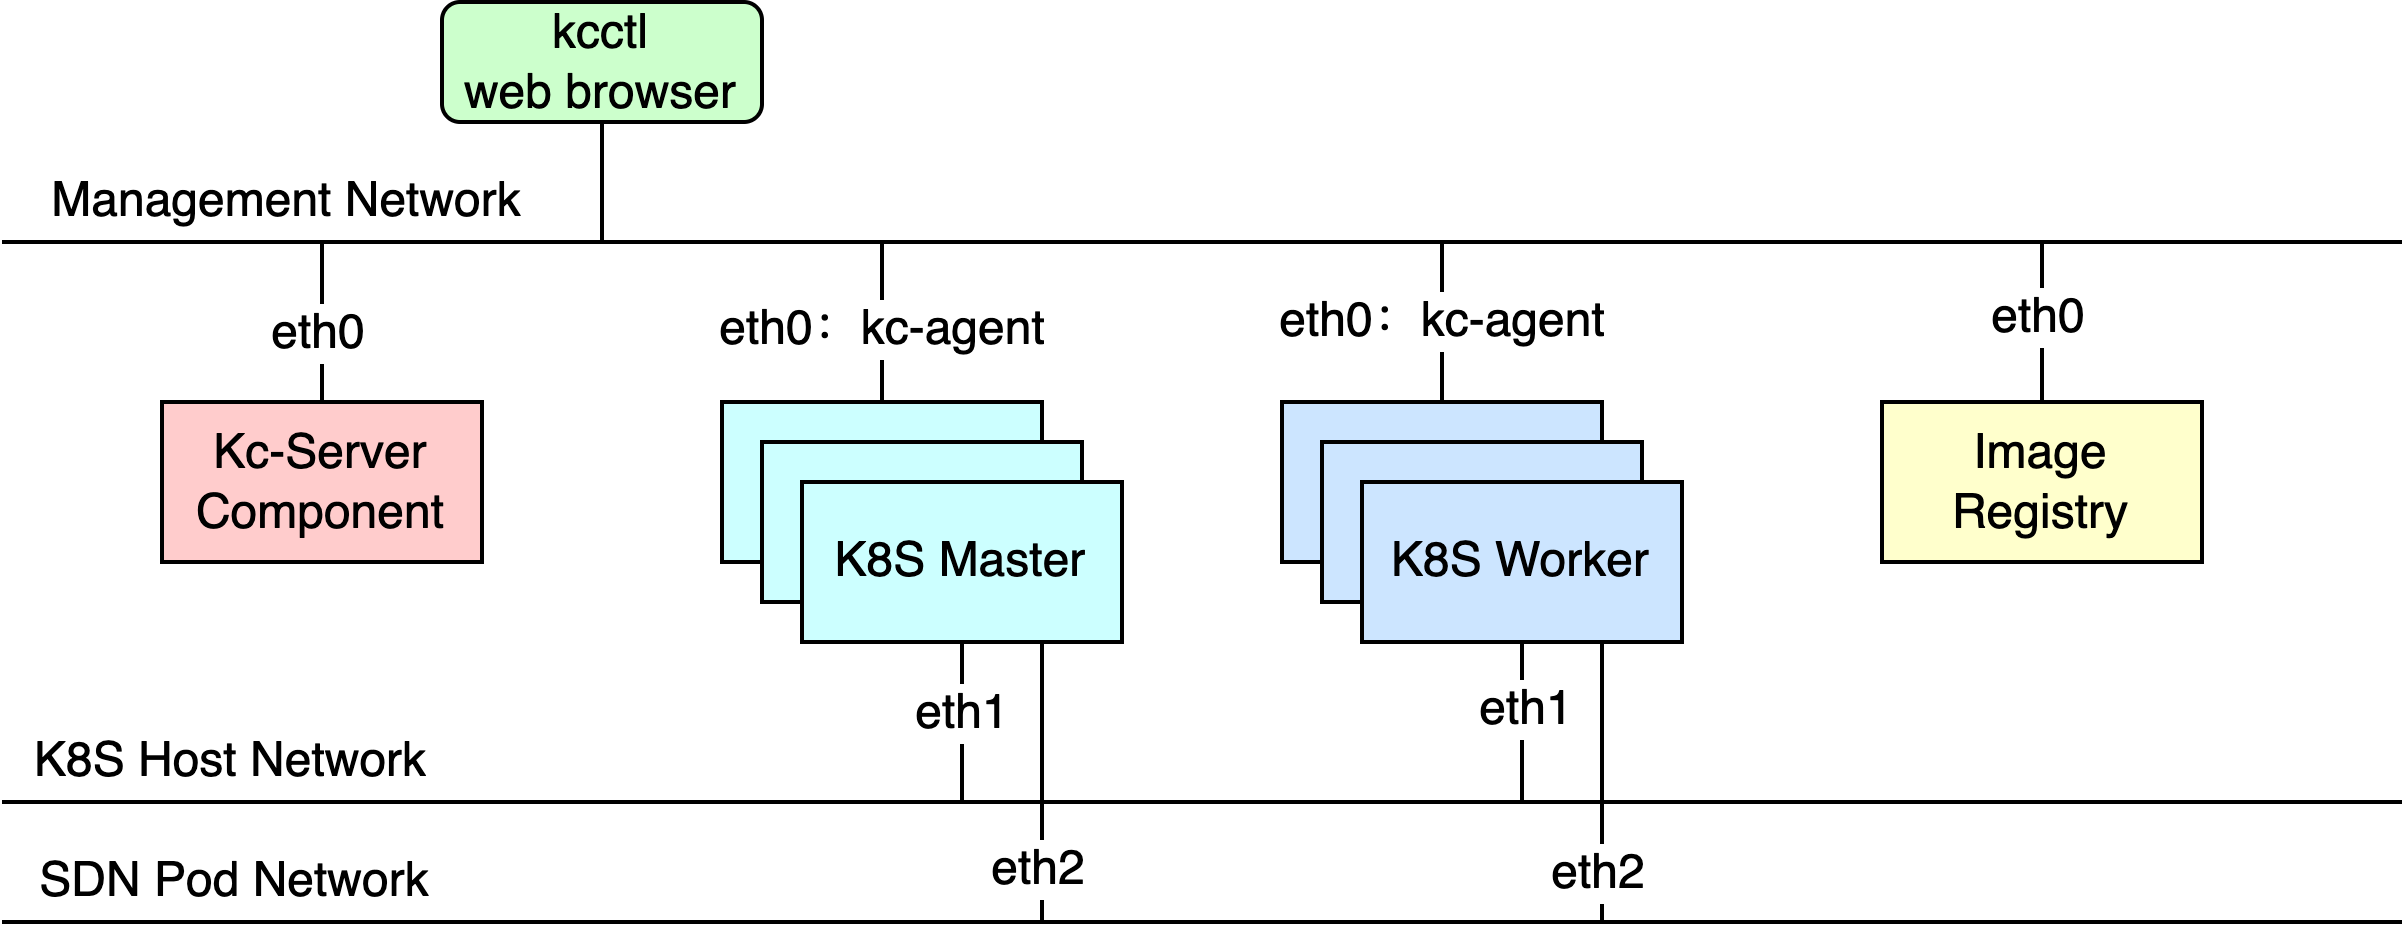 kcctl
web browser
Management Network
eth0
eth0：kc-agent
eth0：kc-agent
eth0
Kc-Server
Component
K8S Master
K8S Worker
Image
Registry
eth1
eth1
K8S Host Network
SDN Pod Network
eth2
eth2